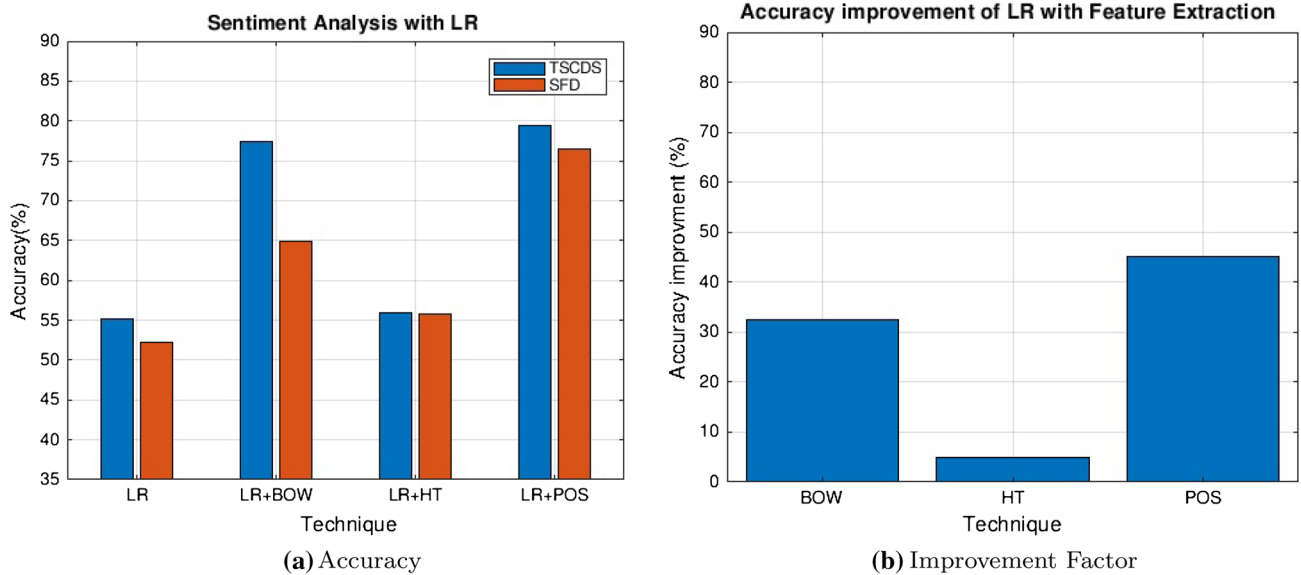 Sentiment Analysis with LR
90
85
80
75
70
65
60
55
50
45
40
35
Accuracy(%)
TSCDS
SFD
LR
LR+BOW
LR+HT
LR+POS
Technique
(a) Accuracy
Accuracy improvement of LR with Feature Extraction
90
80
70
60
50
40
30
20
10
0
Accuracy improvment (%)
BOW
HT
POS
Technique
(b) Improvement Factor